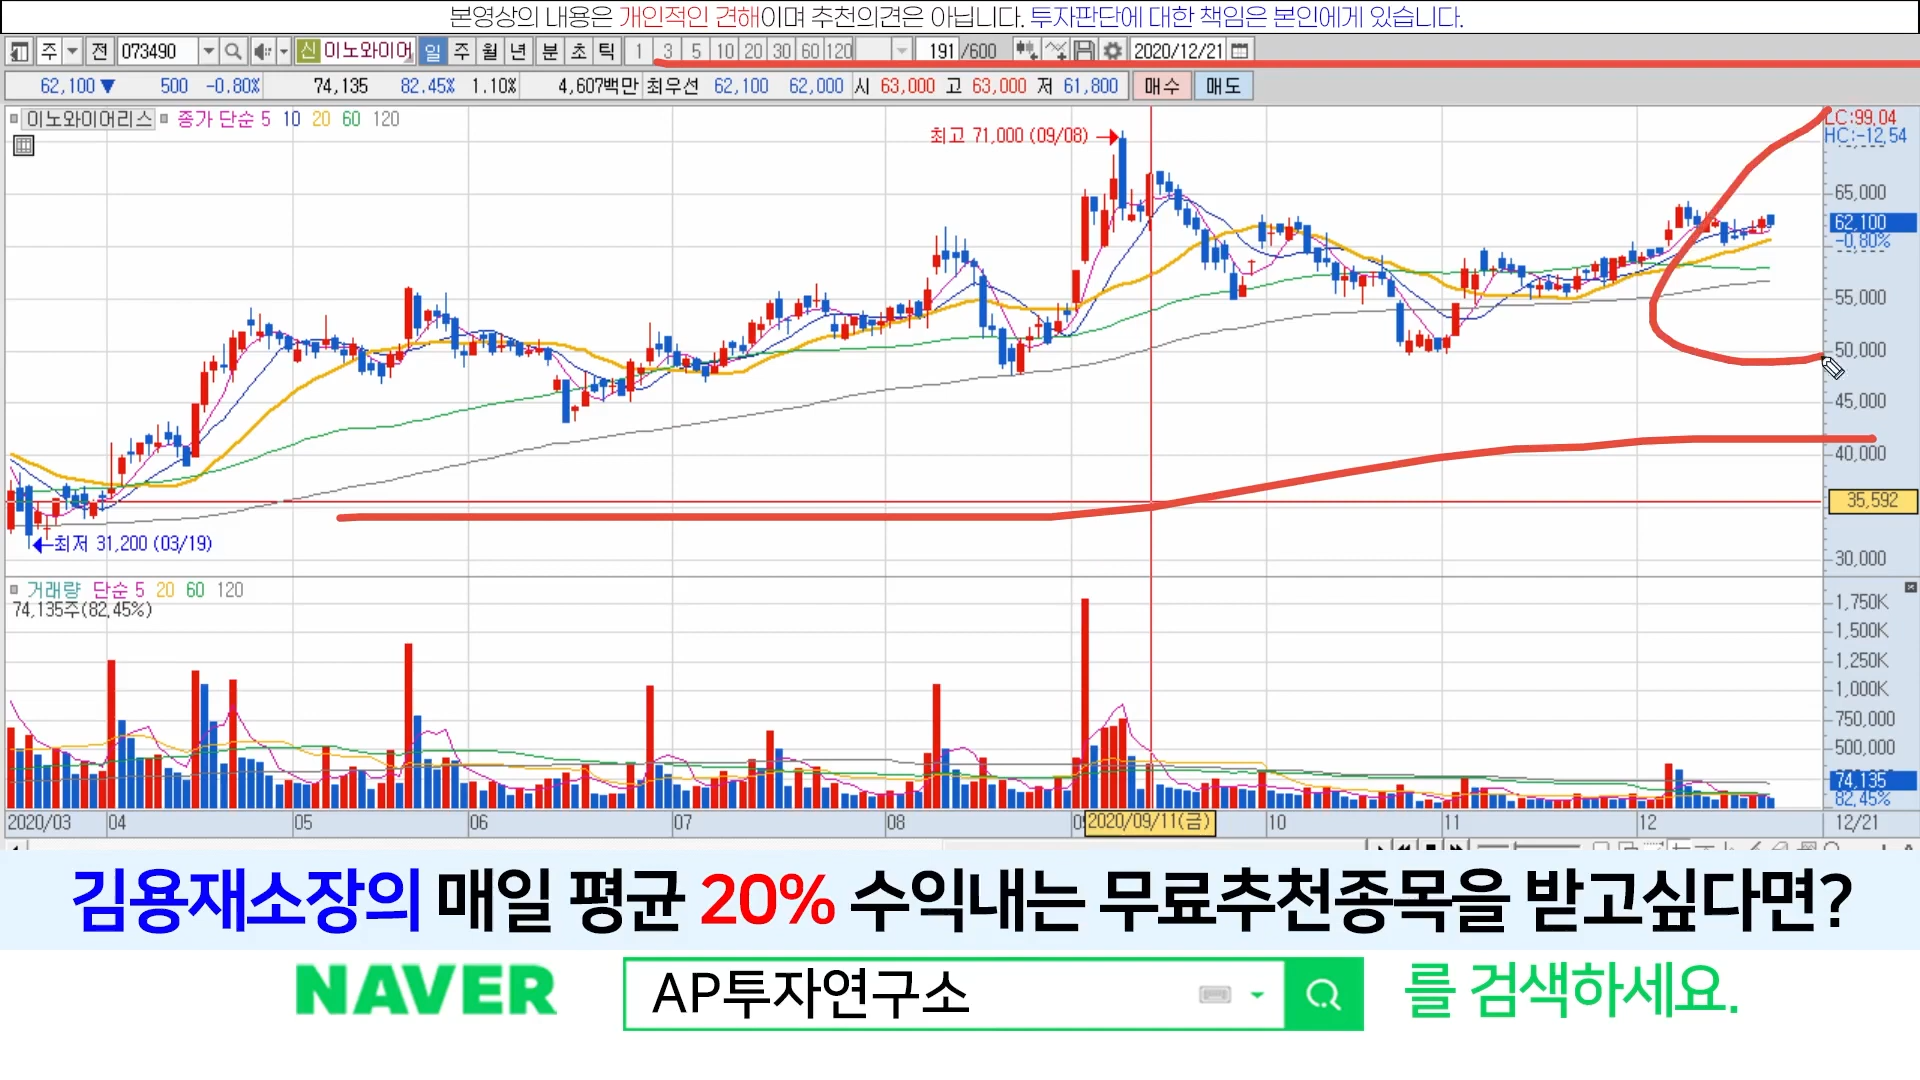 본영상의 내용은 개인적인 견해이며 추천의견은 아닙니다. 투자판단에 대한 책임은 본인에게 있습니다.
주 전 073490 신 이노와이어 일 주 월 년 분 초 틱 1 3 5 10 20 30 60 120 191 /600 2020/12/21
62,100 ▼ 500 -0.80% 74,135 82.45% 1.10% 4,607백만 최우선 62,100 62,000 시 63,000 고 63,000 저 61,800 매수 매도
이노와이어리스 종가 단순 5 10 20 60 120
LC:99.04
HC:-12.54
최고 71,000 (09/08)
65,000
62,100
-0.80%
55,000
50,000
45,000
40,000
35,592
최저 31,200 (03/19)
30,000
거래량 단순 5 20 60 120
74,135주(82.45%)
1,750K
1,500K
1,250K
1,000K
750,000
500,000
74,135
82.45%
2020/03 04 05 06 07 08 2020/09/11(금) 10 11 12 12/21
김용재소장의 매일 평균 20% 수익내는 무료추천종목을 받고싶다면?
NAVER AP투자연구소 를 검색하세요.